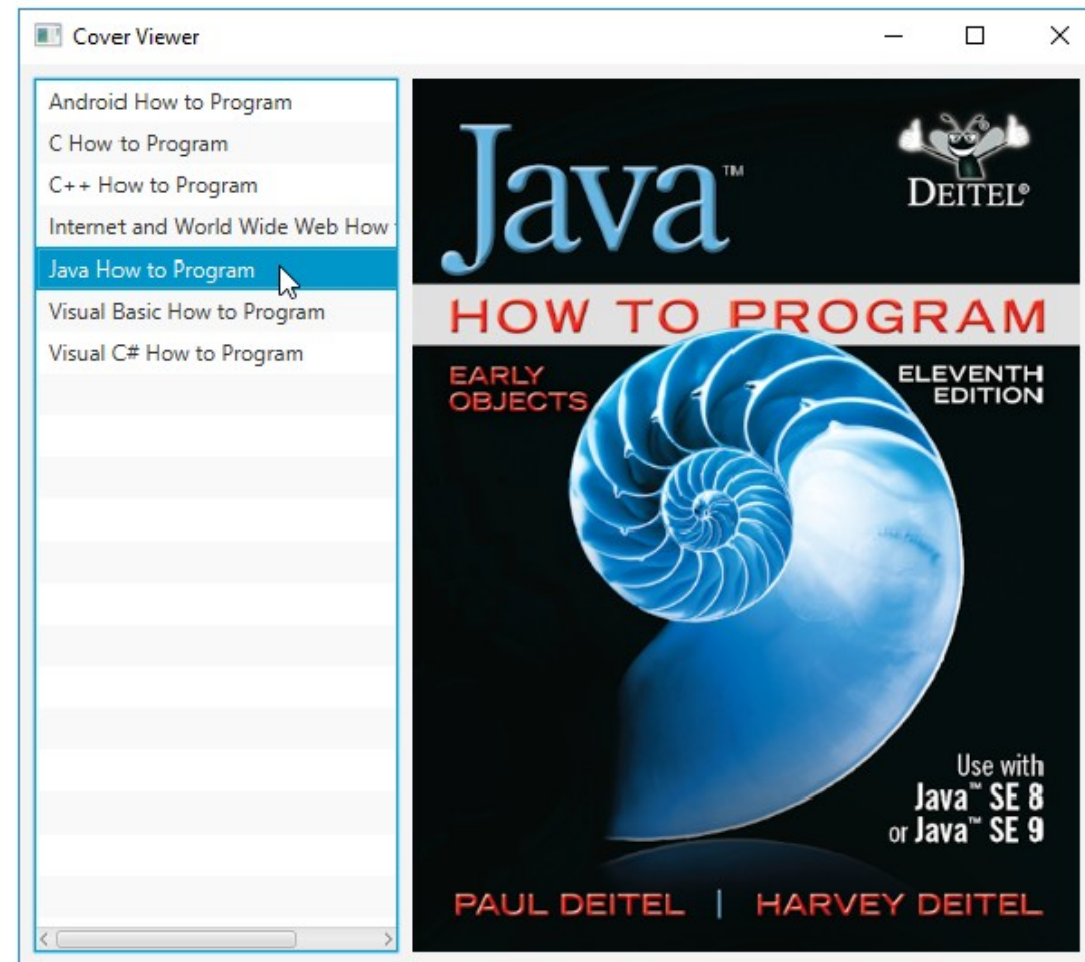 Cover Viewer
Android How to Program
C How to Program
C++ How to Program
Internet and World Wide Web How
Java How to Program
Visual Basic How to Program
Visual C# How to Program
Java™
DEITEL®
HOW TO PROGRAM
EARLY
OBJECTS
ELEVENTH
EDITION
Use with
Java™ SE 8
or Java™ SE 9
PAUL DEITEL | HARVEY DEITEL